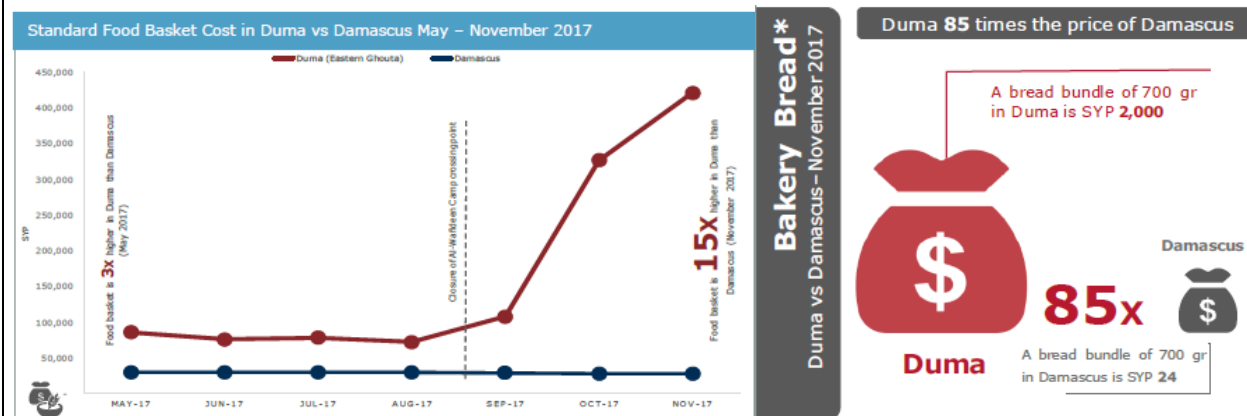 Standard Food Basket Cost in Duma vs Damascus May – November 2017
Duma (Eastern Ghouta)
Damascus
450,000
400,000
350,000
300,000
250,000
200,000
150,000
100,000
50,000
-
SYP
Food basket is 3x higher in Duma than Damascus
(May 2017)
Closure of Al-Wafideen Camp crossing point
Food basket is 15x higher in Duma than
Damascus (November 2017)
MAY-17
JUN-17
JUL-17
AUG-17
SEP-17
OCT-17
NOV-17
Bakery Bread*
Duma vs Damascus – November 2017
Duma 85 times the price of Damascus
A bread bundle of 700 gr
in Duma is SYP 2,000
$
Duma
85x
Damascus
$
A bread bundle of 700 gr
in Damascus is SYP 24
$